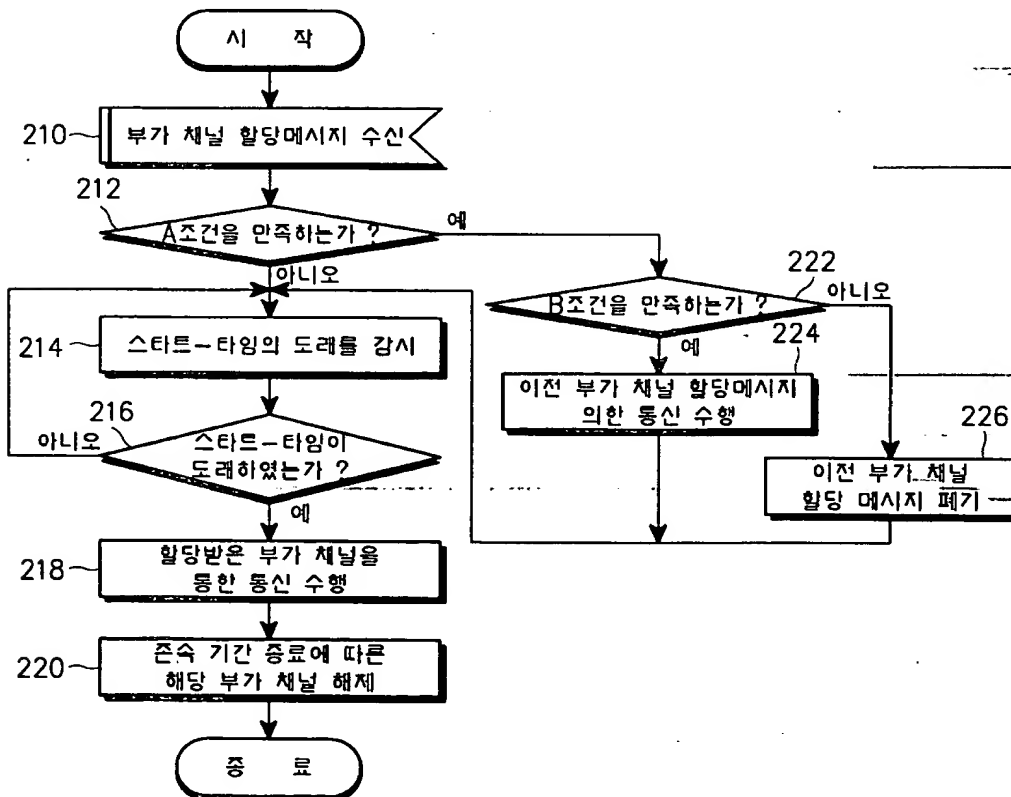 시 작
210
부가 채널 할당메시지 수신
212
A조건을 만족하는가 ?
예
아니오
222
B조건을 만족하는가 ?
아니오
예
214
스타트-타임의 도래를 감시
224
이전 부가 채널 할당메시지
의한 통신 수행
216
아니오
스타트-타임이
도래하였는가 ?
예
226
이전 부가 채널
할당 메시지 폐기
218
할당받은 부가 채널을
통한 통신 수행
220
존속 기간 종료에 따른
해당 부가 채널 해제
종 료